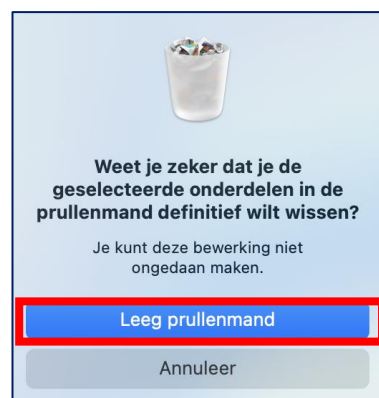 Weet je zeker dat je de
geselecteerde onderdelen in de
prullenmand definitief wilt wissen?
Je kunt deze bewerking niet
ongedaan maken.
Leeg prullenmand
Annuleer